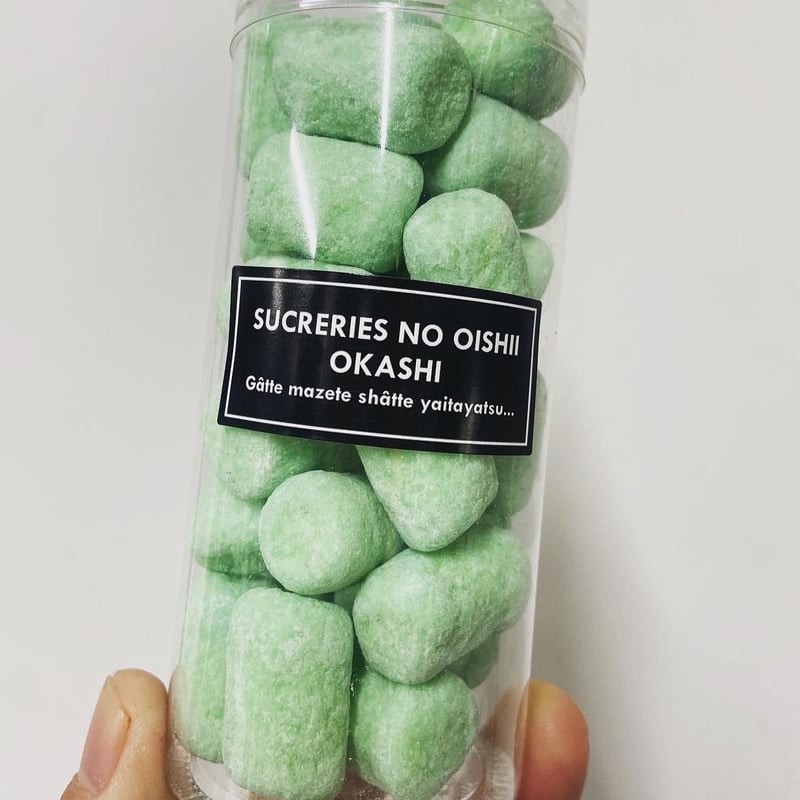 SUCRERIES NO OISHII
OKASHI
Gâtte mazete shâtte yaitayatsu...